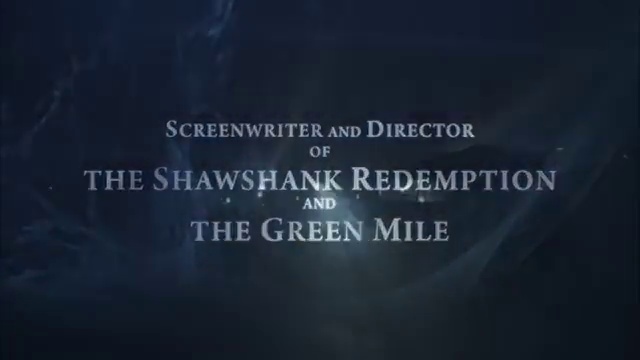 SCREENWRITER AND DIRECTOR
OF
THE SHAWSHANK REDEMPTION
AND
THE GREEN MILE